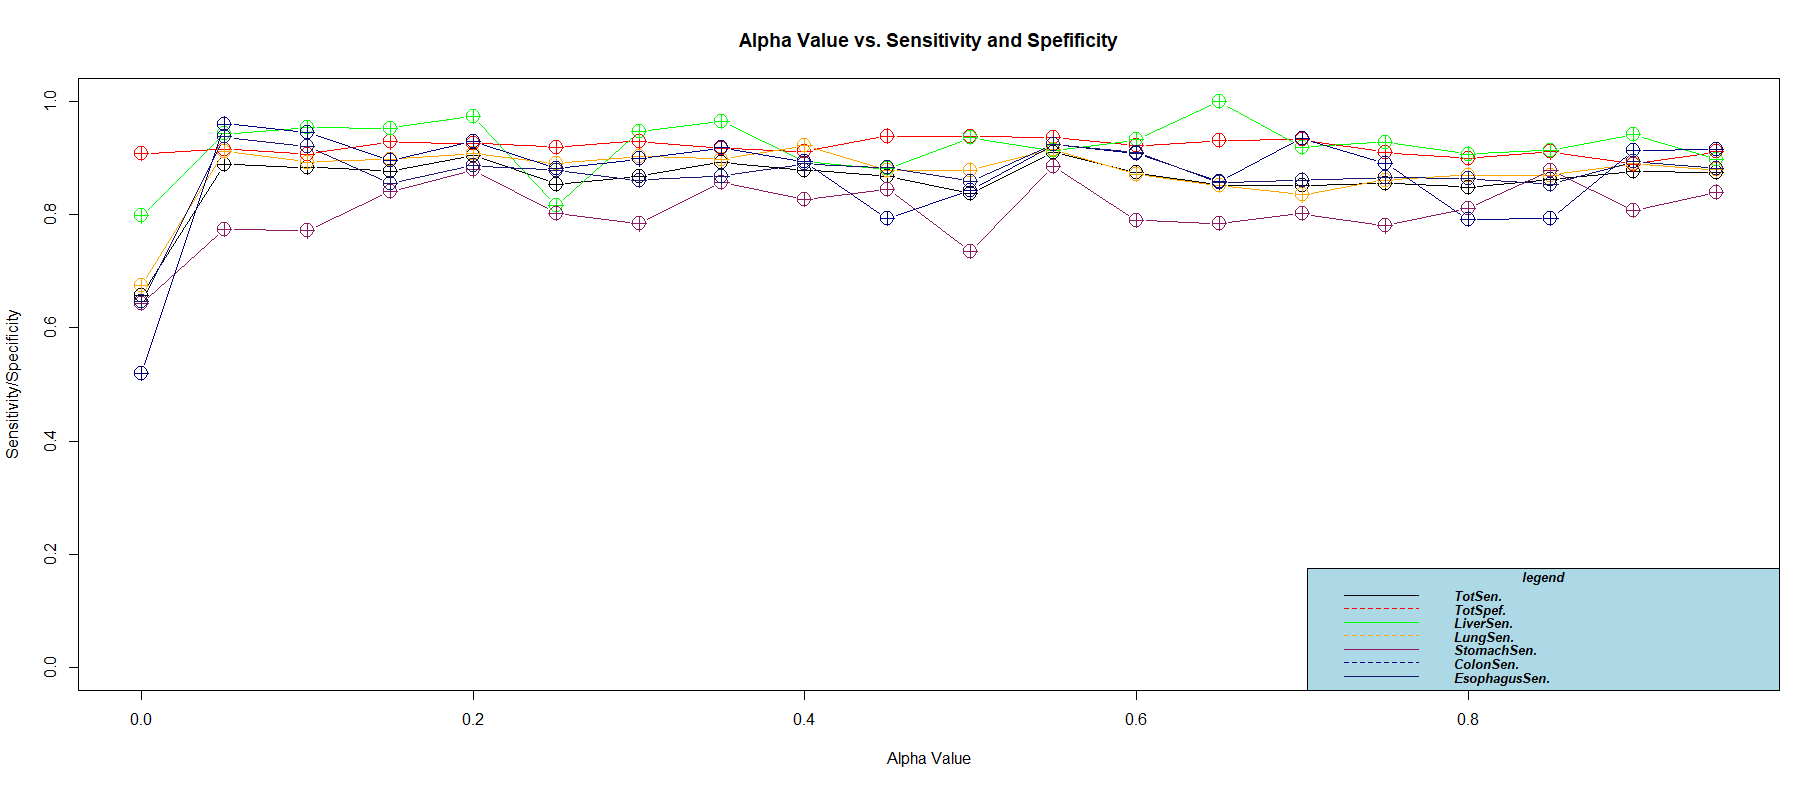 Alpha Value vs. Sensitivity and Spefificity
Sensitivity/Specificity
1.0
0.8
0.6
0.4
0.2
0.0
0.0
0.2
0.4
0.6
0.8
Alpha Value
legend
TotSen.
TotSpef.
LiverSen.
LungSen.
StomachSen.
ColonSen.
EsophagusSen.